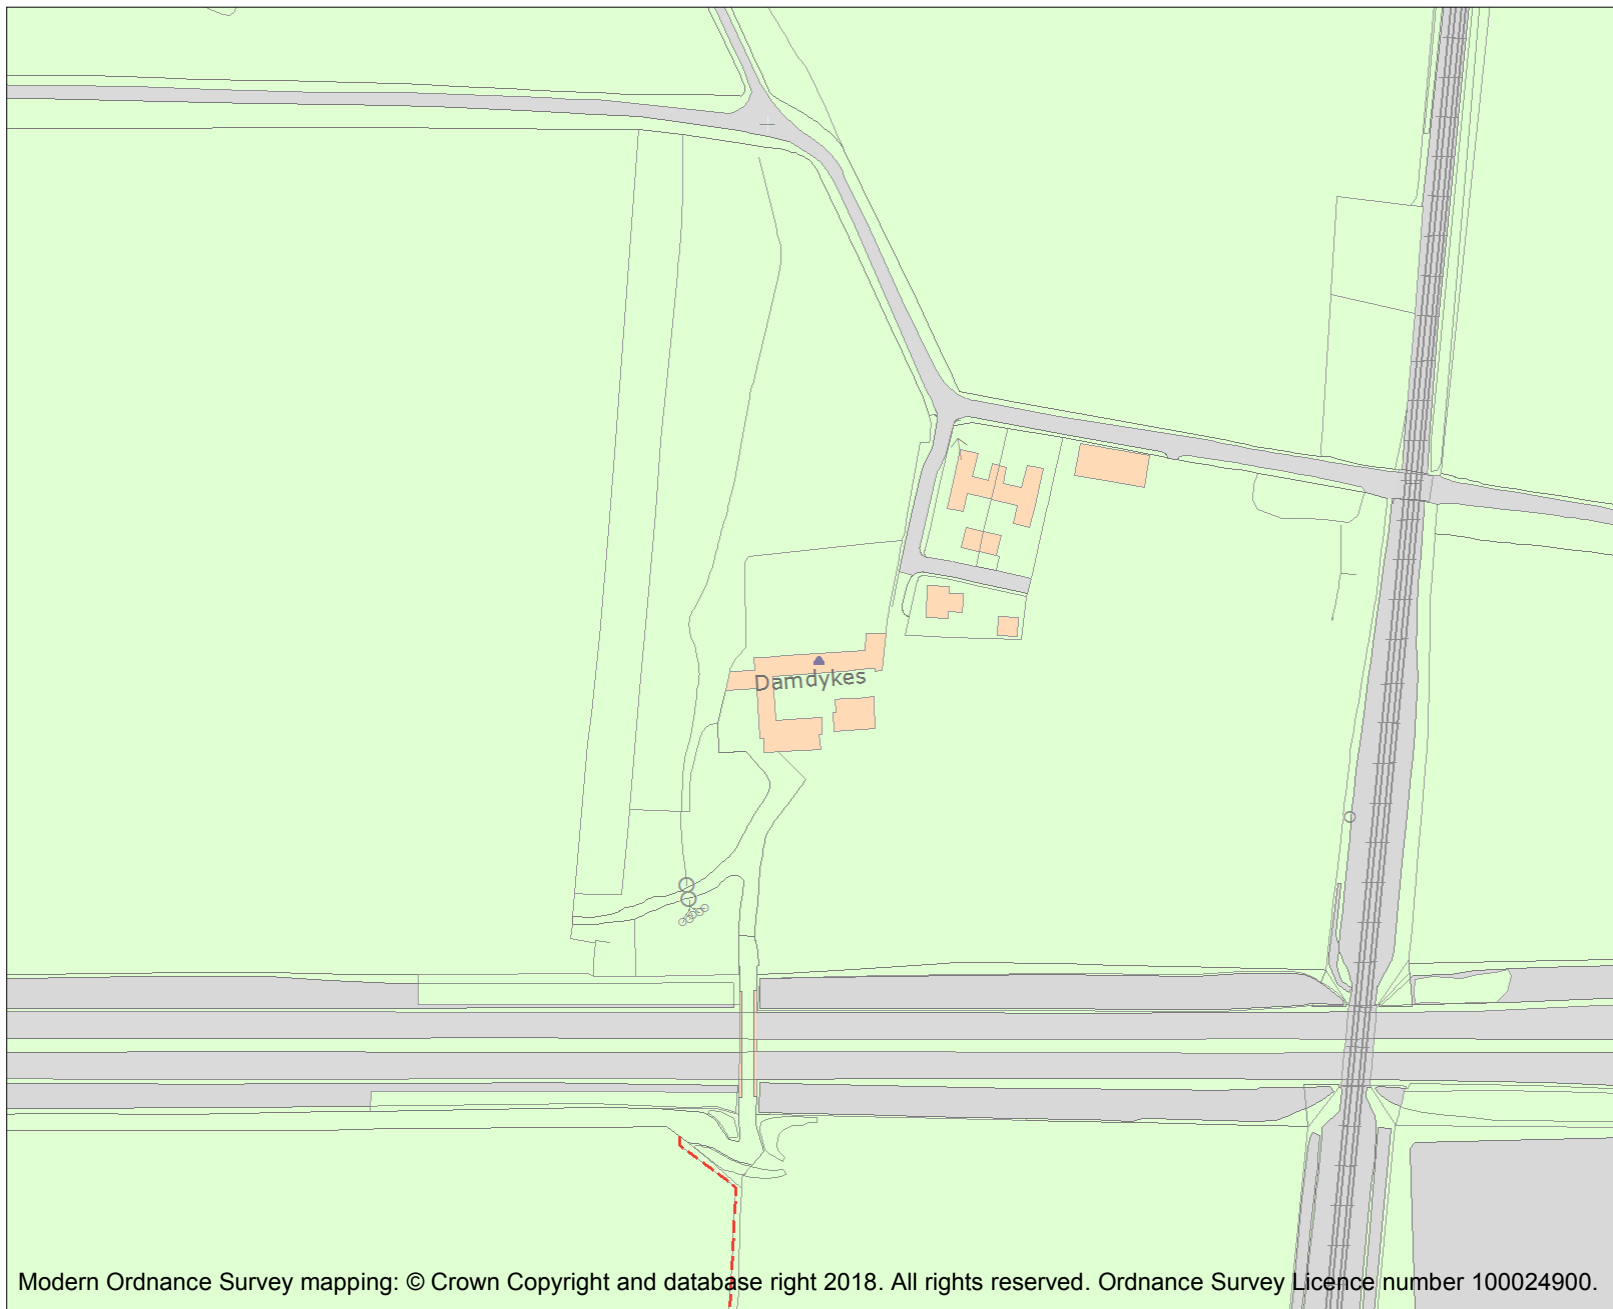 Damdykes
Modern Ordnance Survey mapping: © Crown Copyright and database right 2018. All rights reserved. Ordnance Survey Licence number 100024900.